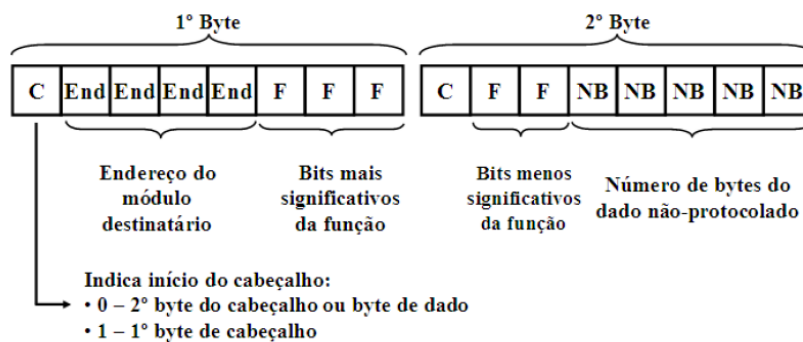 1° Byte 2° Byte
C End End End End F F F C F F NB NB NB NB NB
Endereço do módulo destinatário
Bits mais significativos da função
Bits menos significativos da função
Número de bytes do dado não-protocolado
Indica início do cabeçalho:
• 0 – 2° byte do cabeçalho ou byte de dado
• 1 – 1° byte de cabeçalho